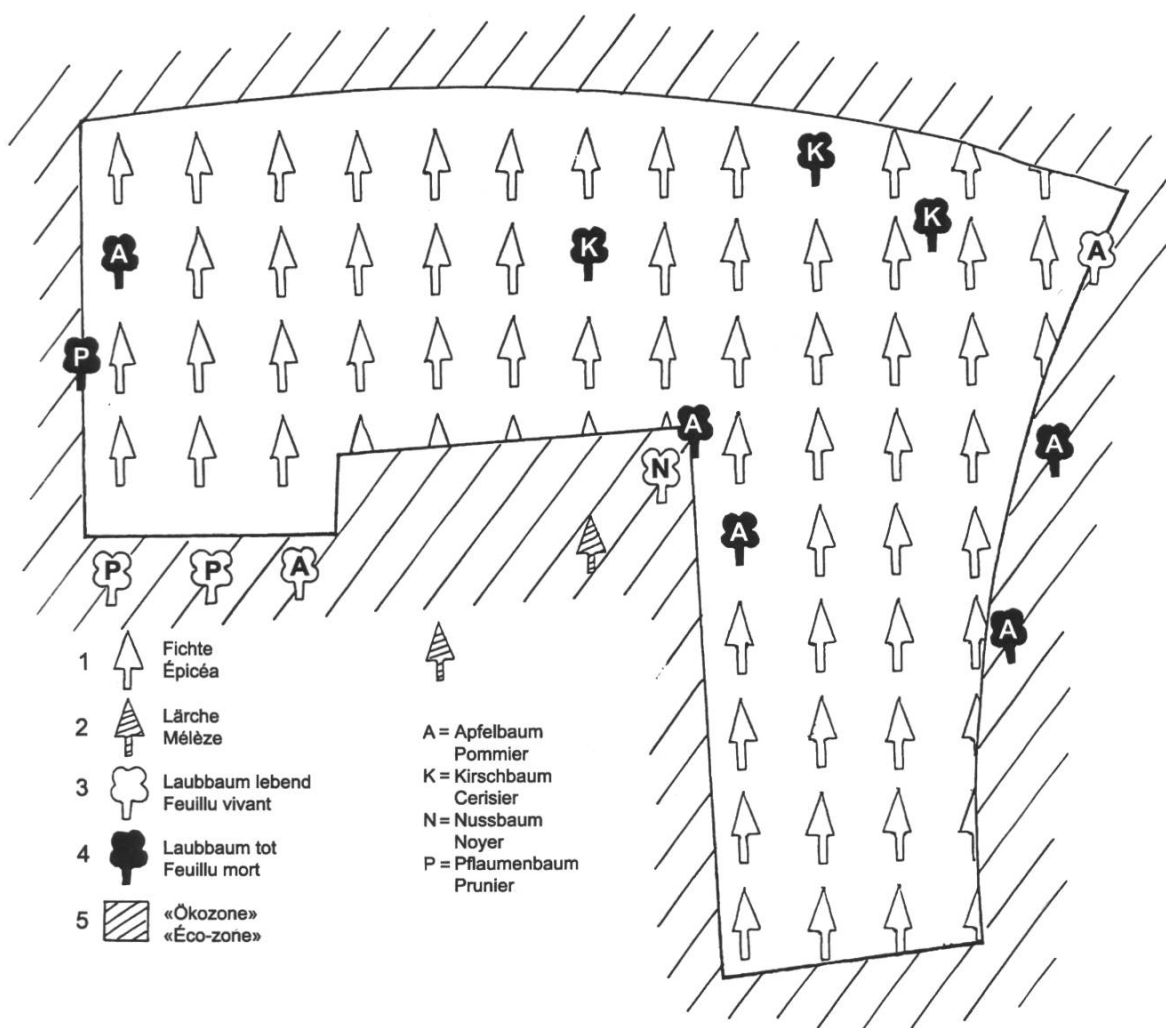 K
K
A
K
A
P
A
N
A
A
P
P
A
A
1 Fichte
Épicéa
2 Lärche
Mélèze
3 Laubbaum lebend
Feuillu vivant
4 Laubbaum tot
Feuillu mort
5 «Ökozone»
«Éco-zone»
A = Apfelbaum
Pommier
K = Kirschbaum
Cerisier
N = Nussbaum
Noyer
P = Pflaumenbaum
Prunier